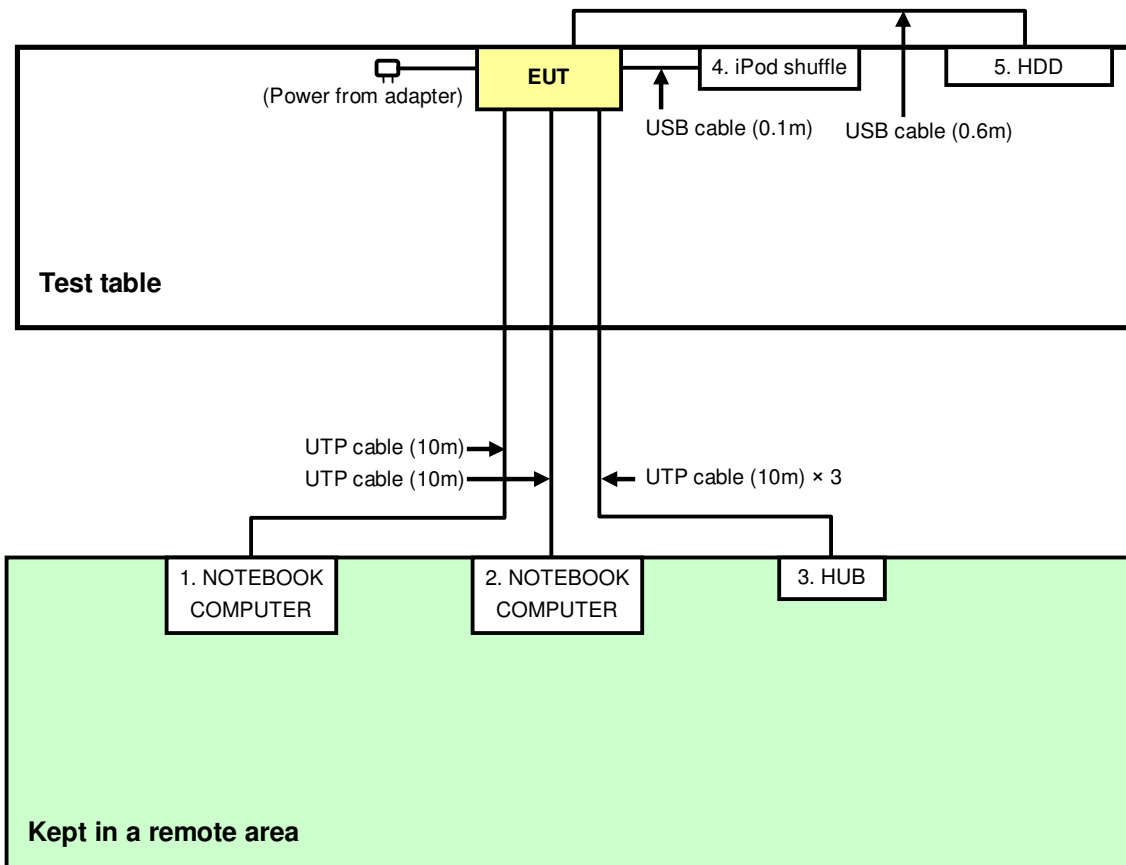 EUT
4. iPod shuffle
5. HDD
(Power from adapter)
USB cable (0.1m)
USB cable (0.6m)
Test table
UTP cable (10m)
UTP cable (10m)
UTP cable (10m) × 3
1. NOTEBOOK
COMPUTER
2. NOTEBOOK
COMPUTER
3. HUB
Kept in a remote area